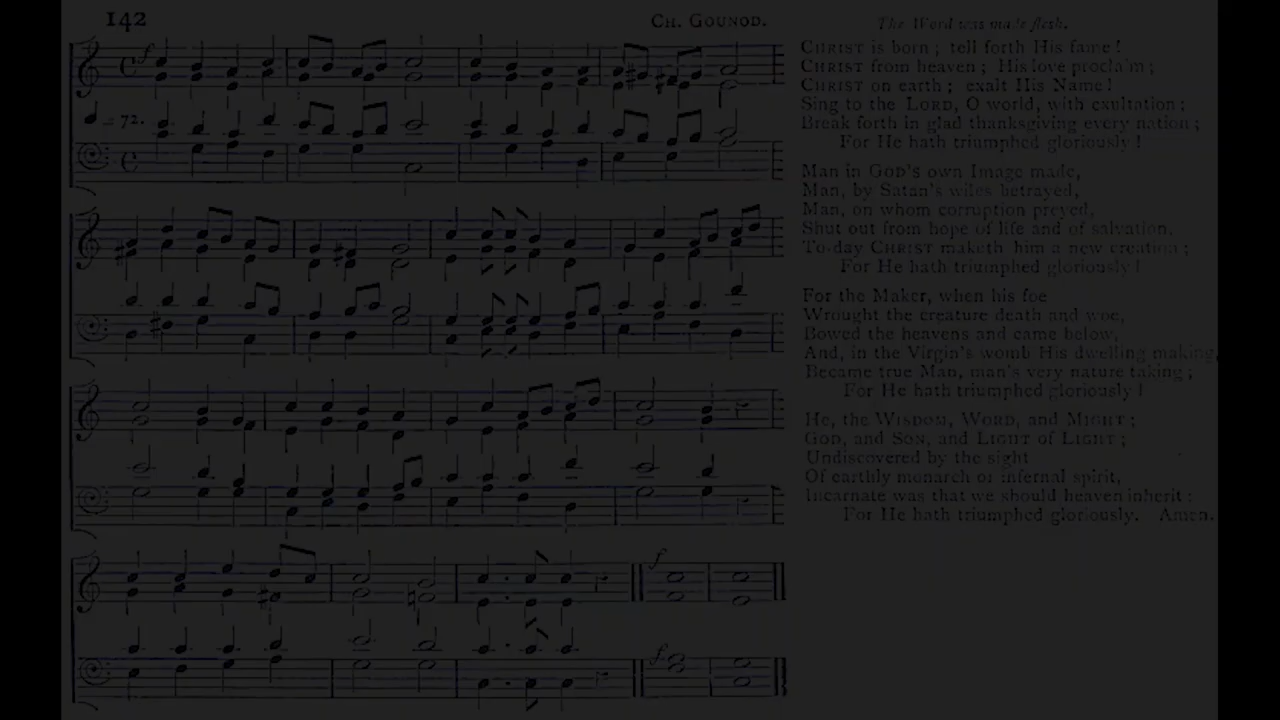 142
CH. GOUNOD.
The Word was made flesh.
♩ = 72.
CHRIST is born; tell forth His fame!
CHRIST from heaven; His love proclaim;
CHRIST on earth; exalt His Name!
Sing to the LORD, O world, with exultation;
Break forth in glad thanksgiving every nation;
For He hath triumphed gloriously!
Man in GOD'S own Image made,
Man, by Satan's wiles betrayed,
Man, on whom corruption preyed,
Shut out from hope of life and of salvation,
To-day CHRIST maketh him a new creation;
For He hath triumphed gloriously!
For the Maker, when his foe
Wrought the creature death and woe,
Bowed the heavens and came below,
And, in the Virgin's womb His dwelling making,
Became true MAN, man's very nature taking;
For He hath triumphed gloriously!
He, the WISDOM, WORD, and MIGHT;
GOD, and SON, and LIGHT of LIGHT;
Undiscovered by the sight
Of earthly monarch or infernal spirit,
Incarnate was that we should heaven inherit;
For He hath triumphed gloriously. Amen.